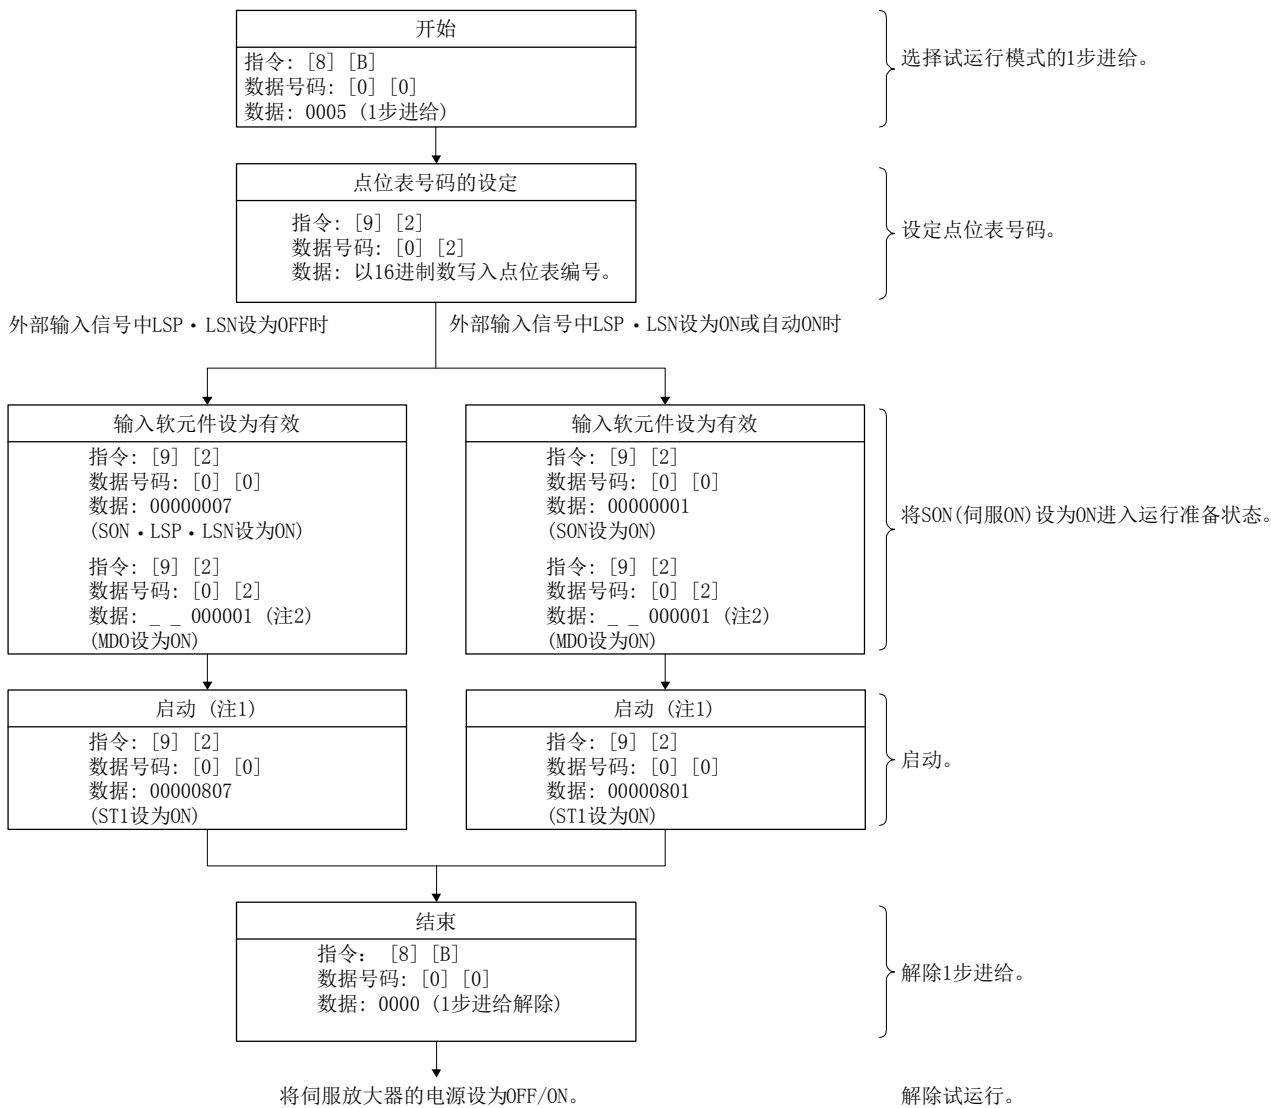 开始
指令: [8] [B]
数据号码: [0] [0]
数据: 0005 (1步进给)
选择试运行模式的1步进给。
点位表号码的设定
指令: [9] [2]
数据号码: [0] [2]
数据: 以16进制数写入点位表编号。
设定点位表号码。
外部输入信号中LSP・LSN设为OFF时
外部输入信号中LSP・LSN设为ON或自动ON时
输入软元件设为有效
指令: [9] [2]
数据号码: [0] [0]
数据: 00000007
(SON・LSP・LSN设为ON)
指令: [9] [2]
数据号码: [0] [2]
数据: _ _ 000001 (注2)
(MD0设为ON)
输入软元件设为有效
指令: [9] [2]
数据号码: [0] [0]
数据: 00000001
(SON设为ON)
指令: [9] [2]
数据号码: [0] [2]
数据: _ _ 000001 (注2)
(MD0设为ON)
将SON(伺服ON)设为ON进入运行准备状态。
启动 (注1)
指令: [9] [2]
数据号码: [0] [0]
数据: 00000807
(ST1设为ON)
启动 (注1)
指令: [9] [2]
数据号码: [0] [0]
数据: 00000801
(ST1设为ON)
启动。
结束
指令: [8] [B]
数据号码: [0] [0]
数据: 0000 (1步进给解除)
解除1步进给。
将伺服放大器的电源设为OFF/ON。
解除试运行。